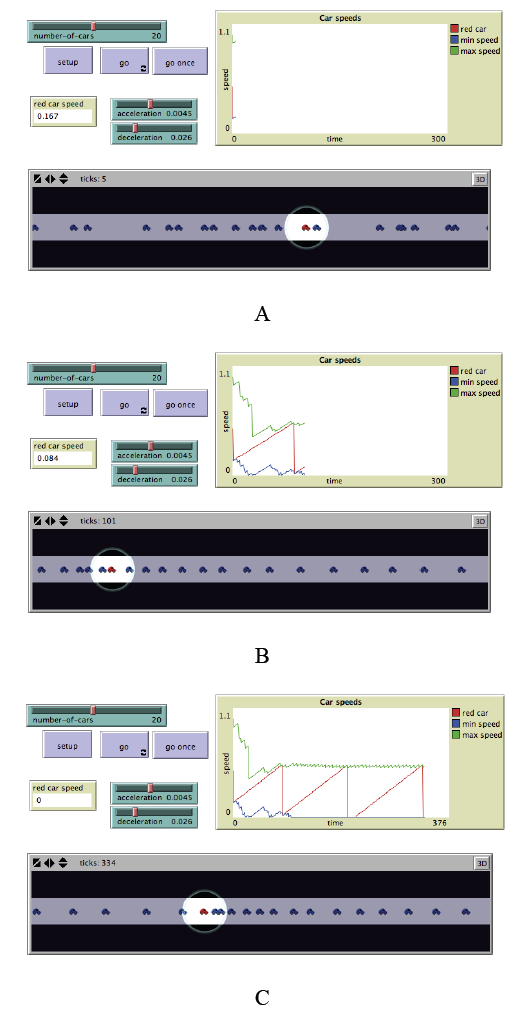 Car speeds
number-of-cars 20
1.1
red car
min speed
max speed
setup
go
go once
speed
red car speed
0.167
acceleration 0.0045
deceleration 0.026
0
0 time 300
ticks: 5
3D
A
Car speeds
number-of-cars 20
1.1
red car
min speed
max speed
setup
go
go once
speed
red car speed
0.084
acceleration 0.0045
deceleration 0.026
0
0 time 300
ticks: 101
3D
B
Car speeds
number-of-cars 20
1.1
red car
min speed
max speed
setup
go
go once
speed
red car speed
0
acceleration 0.0045
deceleration 0.026
0
0 time 376
ticks: 334
3D
C